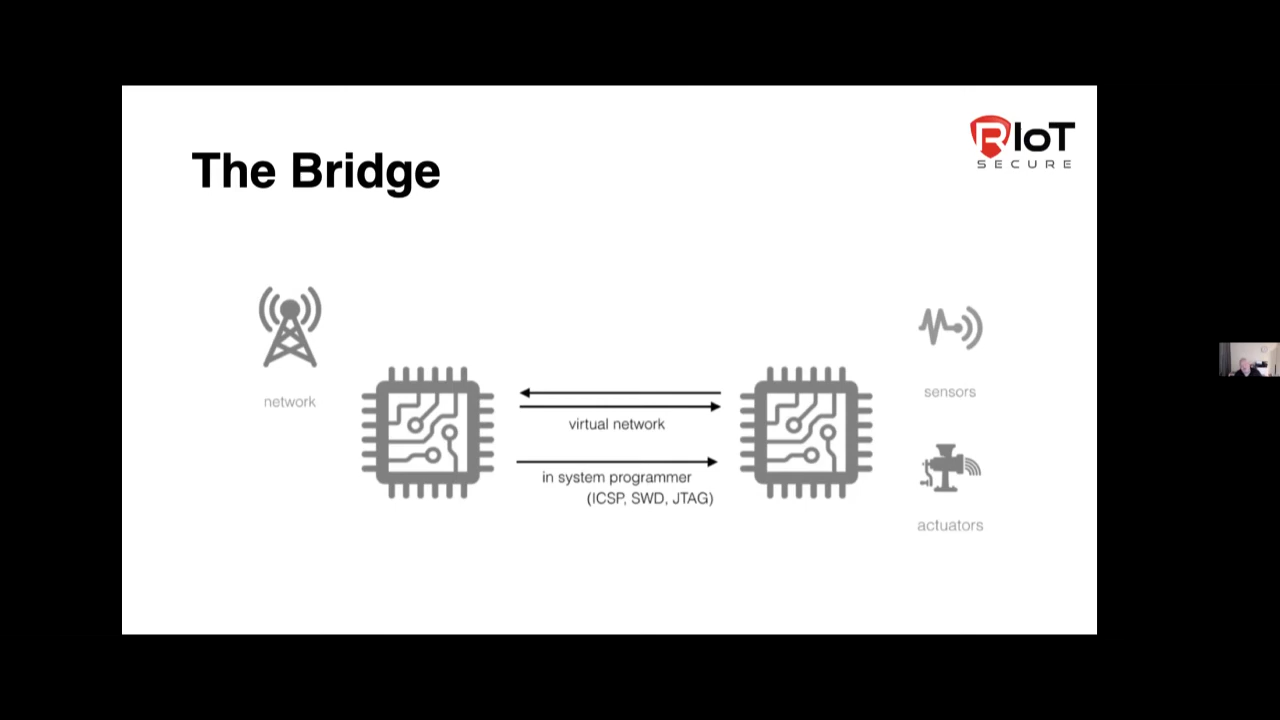 RIoT
SECURE
The Bridge
network
virtual network
in system programmer
(ICSP, SWD, JTAG)
sensors
actuators